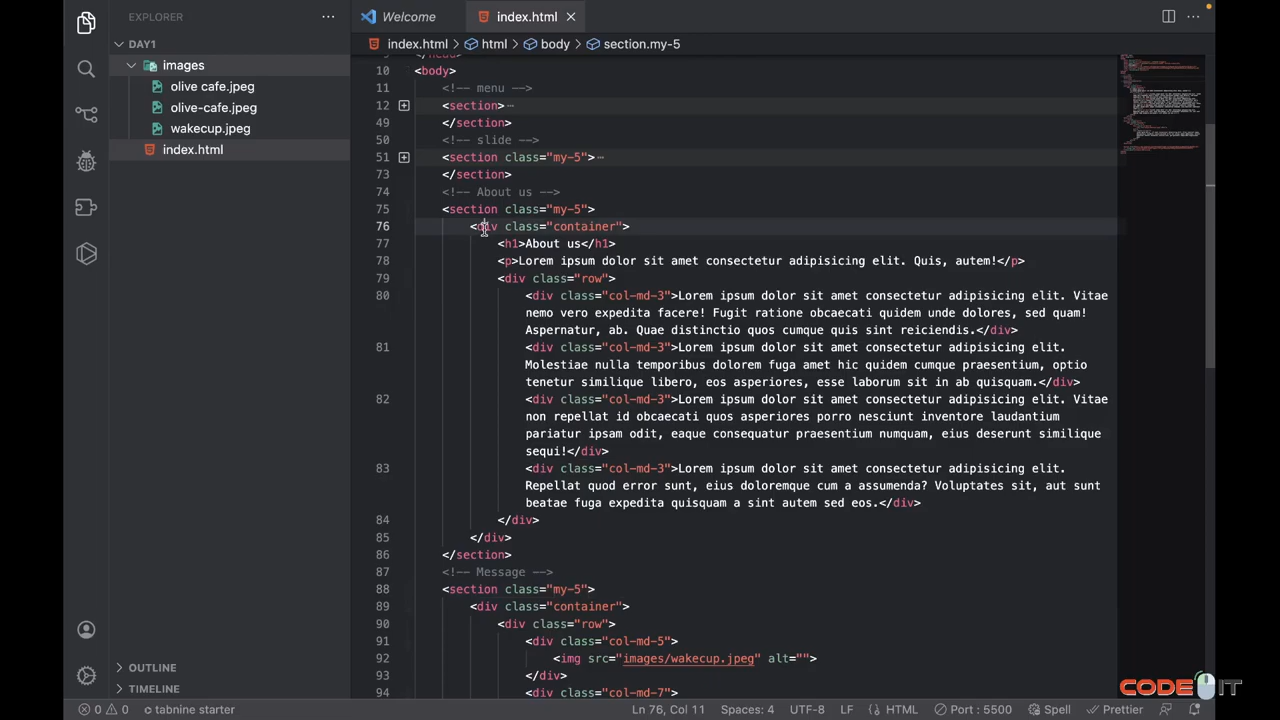 EXPLORER
Welcome
index.html
DAY1
index.html > html > body > section.my-5
images
olive cafe.jpeg
olive-cafe.jpeg
wakecup.jpeg
index.html
10 <body>
11 <!-- menu -->
12 <section>
49 </section>
50 <!-- slide -->
51 <section class="my-5">
73 </section>
74 <!-- About us -->
75 <section class="my-5">
76 <div class="container">
77 <h1>About us</h1>
78 <p>Lorem ipsum dolor sit amet consectetur adipisicing elit. Quis, autem!</p>
79 <div class="row">
80 <div class="col-md-3">Lorem ipsum dolor sit amet consectetur adipisicing elit. Vitae
nemo vero expedita facere! Fugit ratione obcaecati quidem unde dolores, sed quam!
Aspernatur, ab. Quae distinctio quos cumque quis sint reiciendis.</div>
81 <div class="col-md-3">Lorem ipsum dolor sit amet consectetur adipisicing elit.
Molestiae nulla temporibus dolorem fuga amet hic quidem cumque praesentium, optio
tenetur similique libero, eos asperiores, esse laborum sit in ab quisquam.</div>
82 <div class="col-md-3">Lorem ipsum dolor sit amet consectetur adipisicing elit. Vitae
non repellat id obcaecati quos asperiores porro nesciunt inventore laudantium
pariatur ipsam odit, eaque consequatur praesentium numquam, eius deserunt similique
sequi!</div>
83 <div class="col-md-3">Lorem ipsum dolor sit amet consectetur adipisicing elit.
Repellat quod error sunt, eius doloremque cum a assumenda? Voluptates sit, aut sunt
beatae fuga expedita quisquam a sint autem sed eos.</div>
84 </div>
85 </div>
86 </section>
87 <!-- Message -->
88 <section class="my-5">
89 <div class="container">
90 <div class="row">
91 <div class="col-md-5">
92 <img src="images/wakecup.jpeg" alt="">
93 </div>
94 <div class="col-md-7">
OUTLINE
TIMELINE
CODE IT
0 0 tabnine starter
Ln 76, Col 11 Spaces: 4 UTF-8 LF {} HTML Port : 5500 Spell Prettier